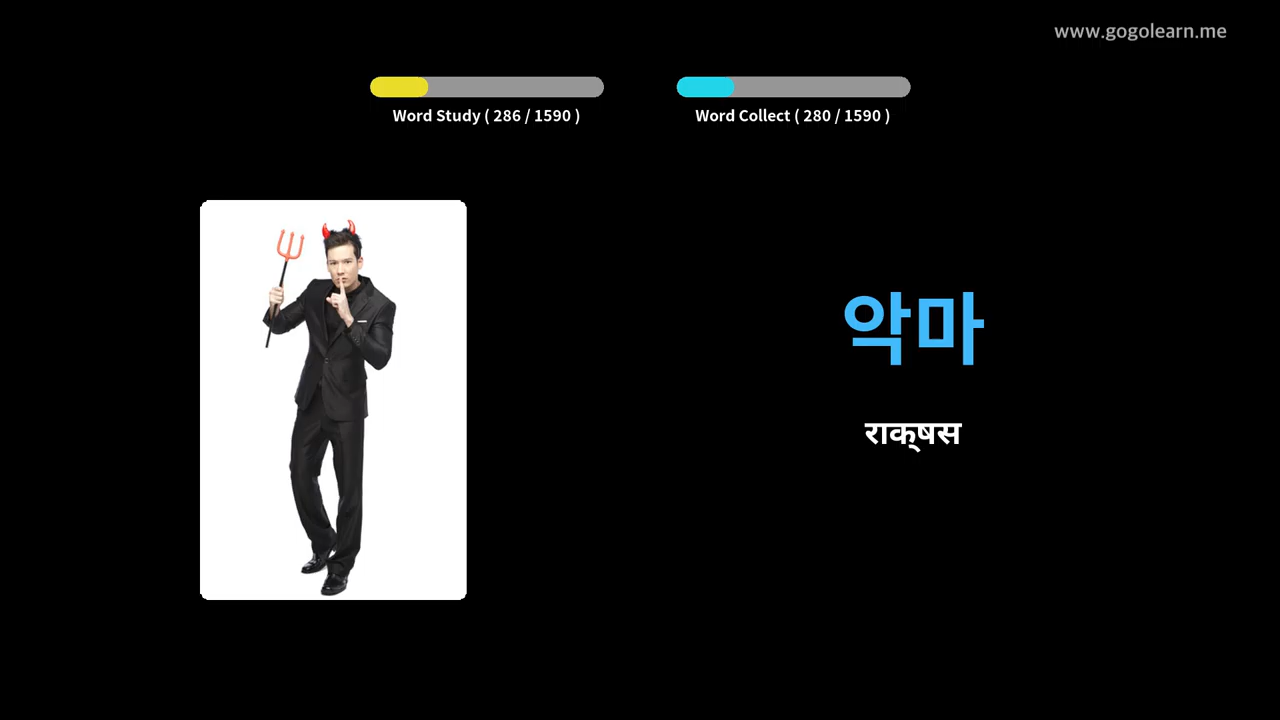 www.gogolearn.me
Word Study ( 286 / 1590 )
Word Collect ( 280 / 1590 )
악마
राक्षस